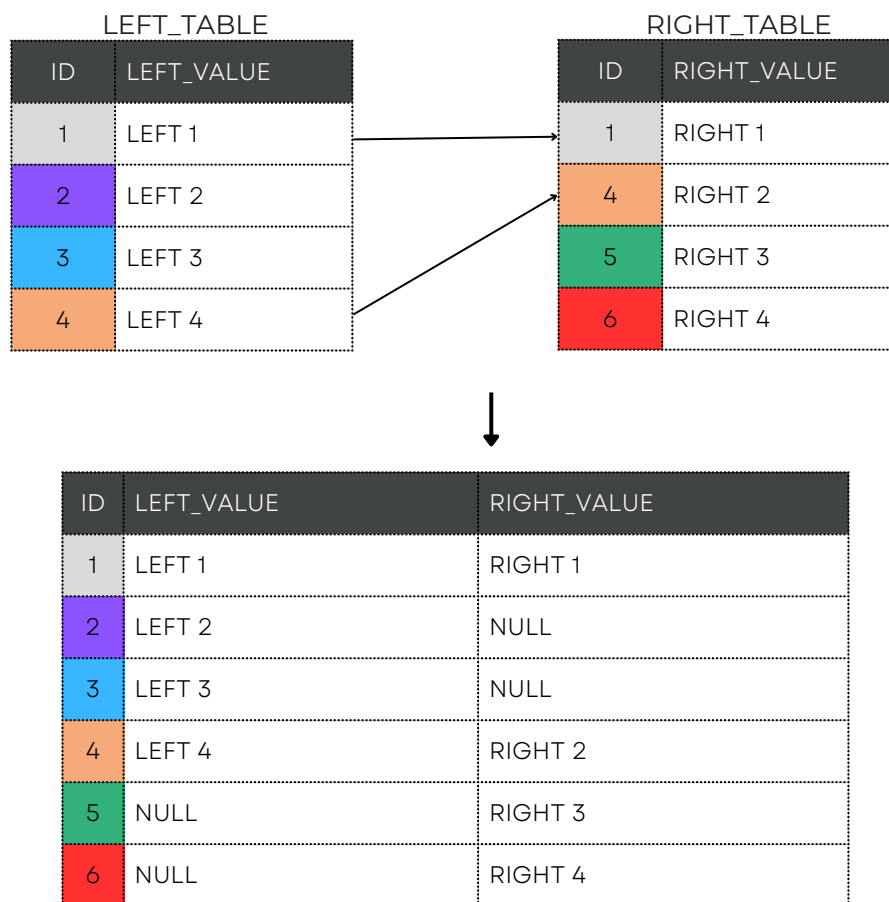 LEFT_TABLE
ID LEFT_VALUE
1 LEFT 1
2 LEFT 2
3 LEFT 3
4 LEFT 4
RIGHT_TABLE
ID RIGHT_VALUE
1 RIGHT 1
4 RIGHT 2
5 RIGHT 3
6 RIGHT 4
ID LEFT_VALUE RIGHT_VALUE
1 LEFT 1 RIGHT 1
2 LEFT 2 NULL
3 LEFT 3 NULL
4 LEFT 4 RIGHT 2
5 NULL RIGHT 3
6 NULL RIGHT 4